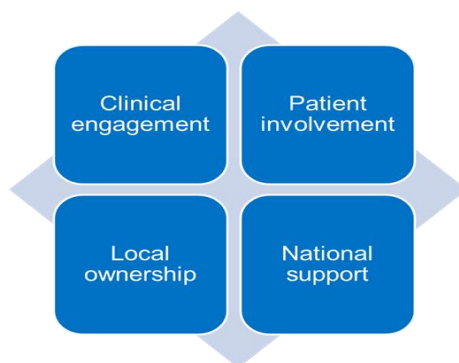 Clinical
engagement
Patient
involvement
Local
ownership
National
support